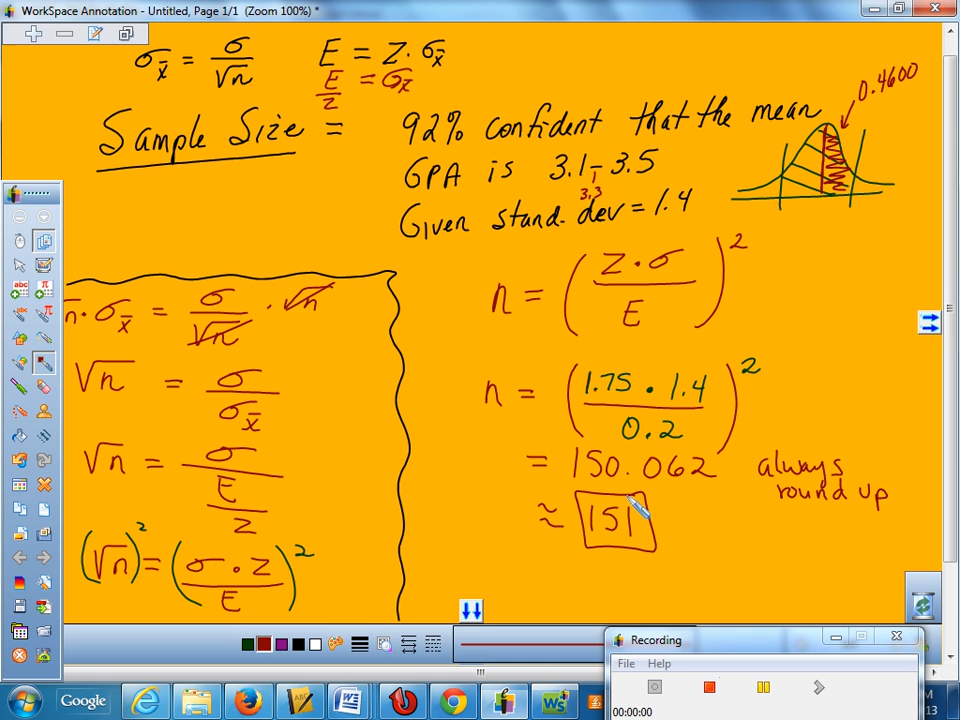 WorkSpace Annotation - Untitled, Page 1/1 (Zoom 100%) *
σx̄ = σ/√n E = Z · σx̄
E/z = σx̄
0.4600
Sample Size = 92% confident that the mean
GPA is 3.1 - 3.5
3.3
Given stand. dev = 1.4
n = (Z · σ / E)²
√n · σx̄ = σ/√n · √n
√n = σ/σx̄
n = (1.75 · 1.4 / 0.2)²
√n = σ/(E/z)
= 150.062 always
round up
≈ 151
(√n)² = (σ · z / E)²
Recording
File Help
00:00:00
Google
W
WS
M
13